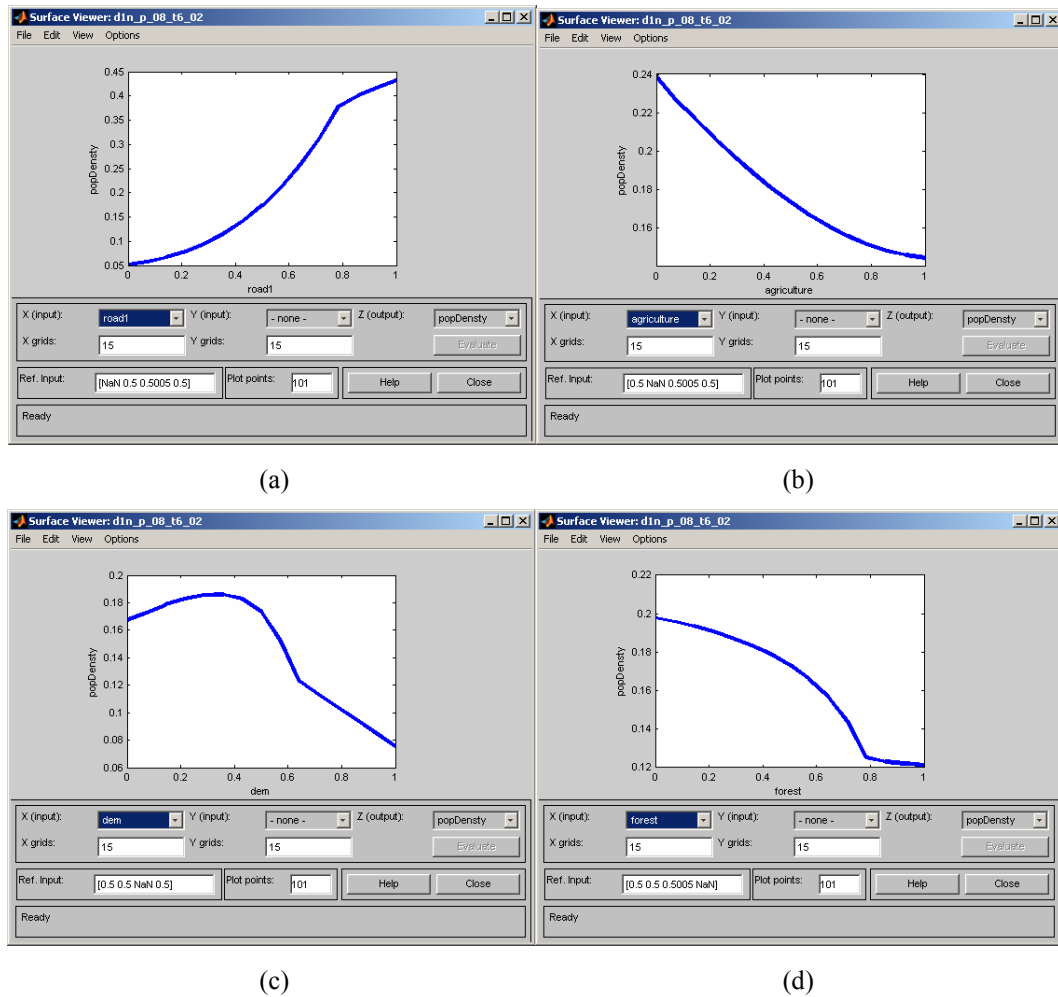 Surface Viewer: d1n_p_08_t6_02
File Edit View Options
0.45
0.4
0.35
0.3
0.25
0.2
0.15
0.1
0.05
popDensty
0 0.2 0.4 0.6 0.8 1
road1
X (input): road1 Y (input): - none - Z (output): popDensty
X grids: 15 Y grids: 15 Evaluate
Ref. Input: [NaN 0.5 0.5005 0.5] Plot points: 101 Help Close
Ready
(a)
Surface Viewer: d1n_p_08_t6_02
File Edit View Options
0.24
0.22
0.2
0.18
0.16
popDensty
0 0.2 0.4 0.6 0.8 1
agriculture
X (input): agriculture Y (input): - none - Z (output): popDensty
X grids: 15 Y grids: 15 Evaluate
Ref. Input: [0.5 NaN 0.5005 0.5] Plot points: 101 Help Close
Ready
(b)
Surface Viewer: d1n_p_08_t6_02
File Edit View Options
0.2
0.18
0.16
0.14
0.12
0.1
0.08
0.06
popDensty
0 0.2 0.4 0.6 0.8 1
dem
X (input): dem Y (input): - none - Z (output): popDensty
X grids: 15 Y grids: 15 Evaluate
Ref. Input: [0.5 0.5 NaN 0.5] Plot points: 101 Help Close
Ready
(c)
Surface Viewer: d1n_p_08_t6_02
File Edit View Options
0.22
0.2
0.18
0.16
0.14
0.12
popDensty
0 0.2 0.4 0.6 0.8 1
forest
X (input): forest Y (input): - none - Z (output): popDensty
X grids: 15 Y grids: 15 Evaluate
Ref. Input: [0.5 0.5 0.5005 NaN] Plot points: 101 Help Close
Ready
(d)